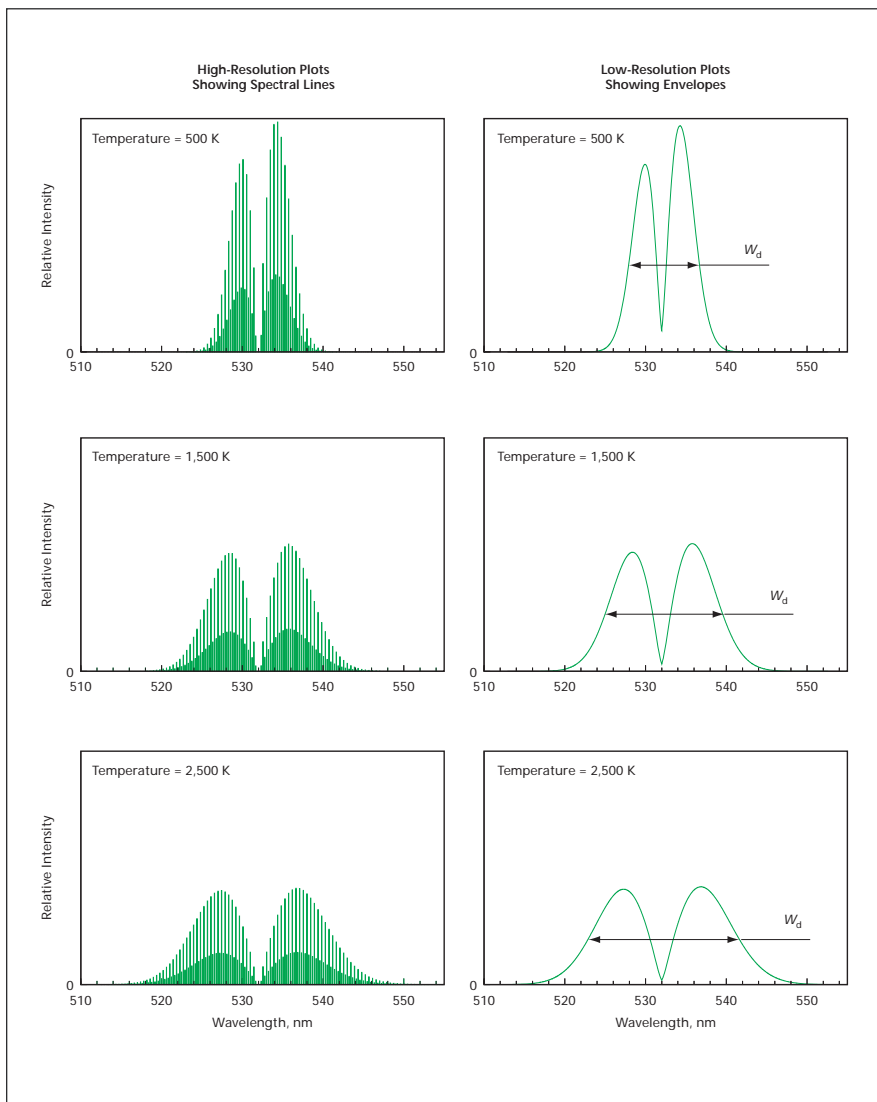 High-Resolution Plots
Showing Spectral Lines
Low-Resolution Plots
Showing Envelopes
Temperature = 500 K
Relative Intensity
0
510 520 530 540 550
Temperature = 500 K
Wd
0
510 520 530 540 550
Temperature = 1,500 K
Relative Intensity
0
510 520 530 540 550
Temperature = 1,500 K
Wd
0
510 520 530 540 550
Temperature = 2,500 K
Relative Intensity
0
510 520 530 540 550
Wavelength, nm
Temperature = 2,500 K
Wd
0
510 520 530 540 550
Wavelength, nm